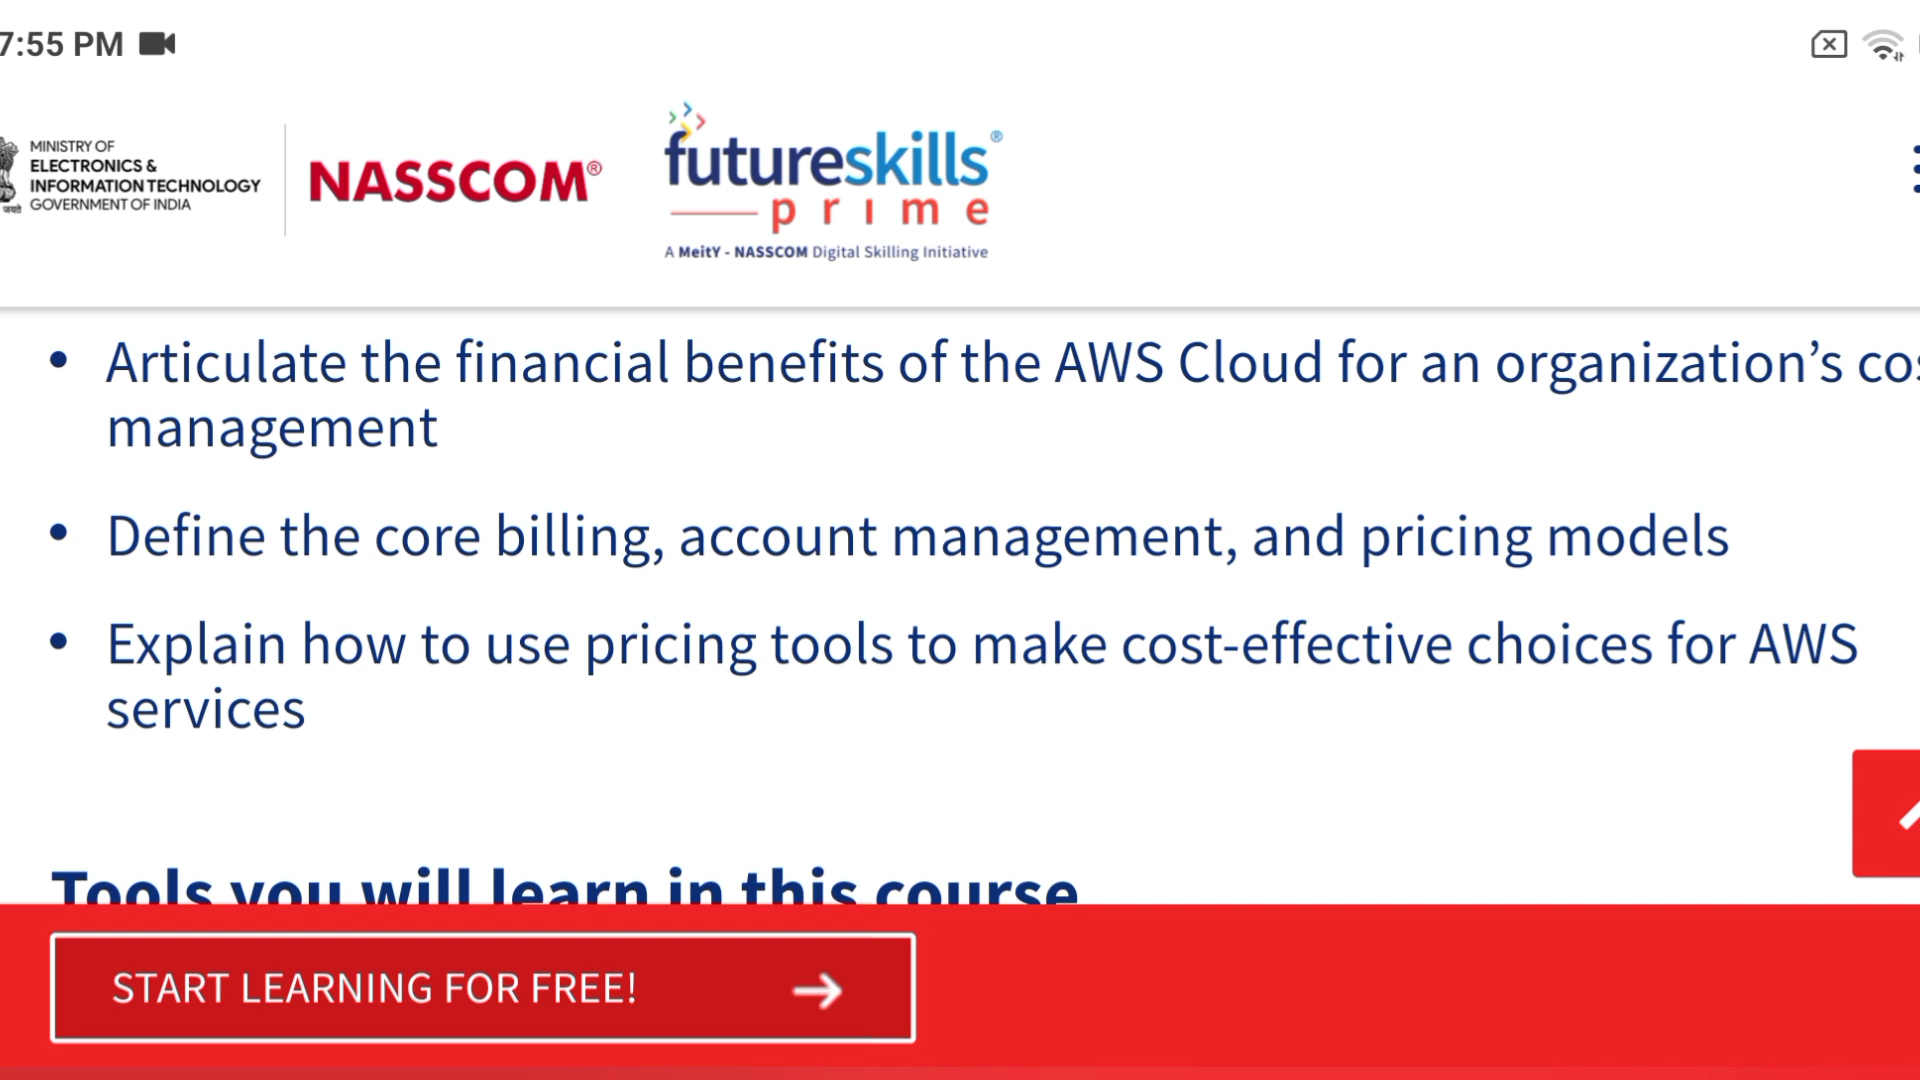 7:55 PM
MINISTRY OF
ELECTRONICS &
INFORMATION TECHNOLOGY
GOVERNMENT OF INDIA
जयते
NASSCOM®
futureskills®
prime
A MeitY - NASSCOM Digital Skilling Initiative
• Articulate the financial benefits of the AWS Cloud for an organization’s
management
• Define the core billing, account management, and pricing models
• Explain how to use pricing tools to make cost-effective choices for AWS
services
Tools you will learn in this course
START LEARNING FOR FREE!